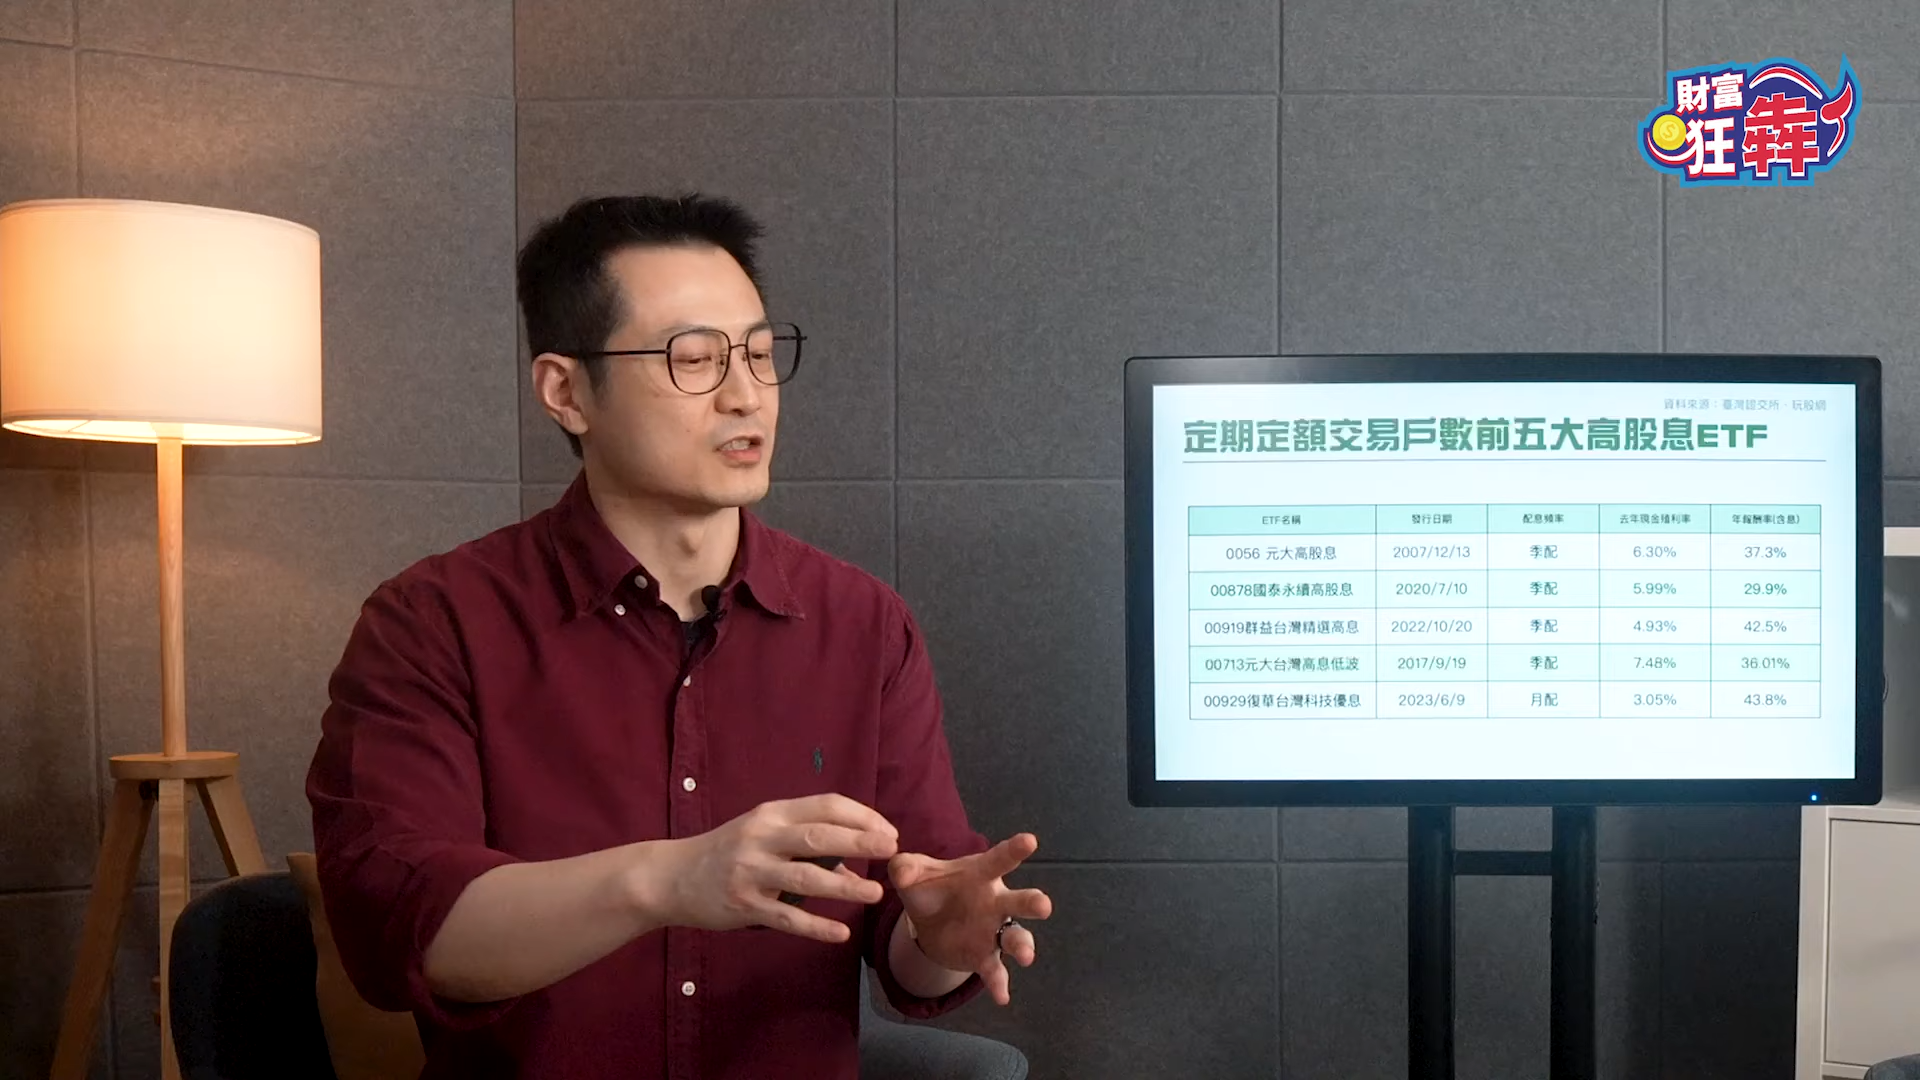 財富
狂犇
資料來源：臺灣證交所、玩股網
定期定額交易戶數前五大高股息ETF
ETF名稱 發行日期 配息頻率 去年現金殖利率 年報酬率(含息)
0056 元大高股息 2007/12/13 季配 6.30% 37.3%
00878國泰永續高股息 2020/7/10 季配 5.99% 29.9%
00919群益台灣精選高息 2022/10/20 季配 4.93% 42.5%
00713元大台灣高息低波 2017/9/19 季配 7.48% 36.01%
00929復華台灣科技優息 2023/6/9 月配 3.05% 43.8%